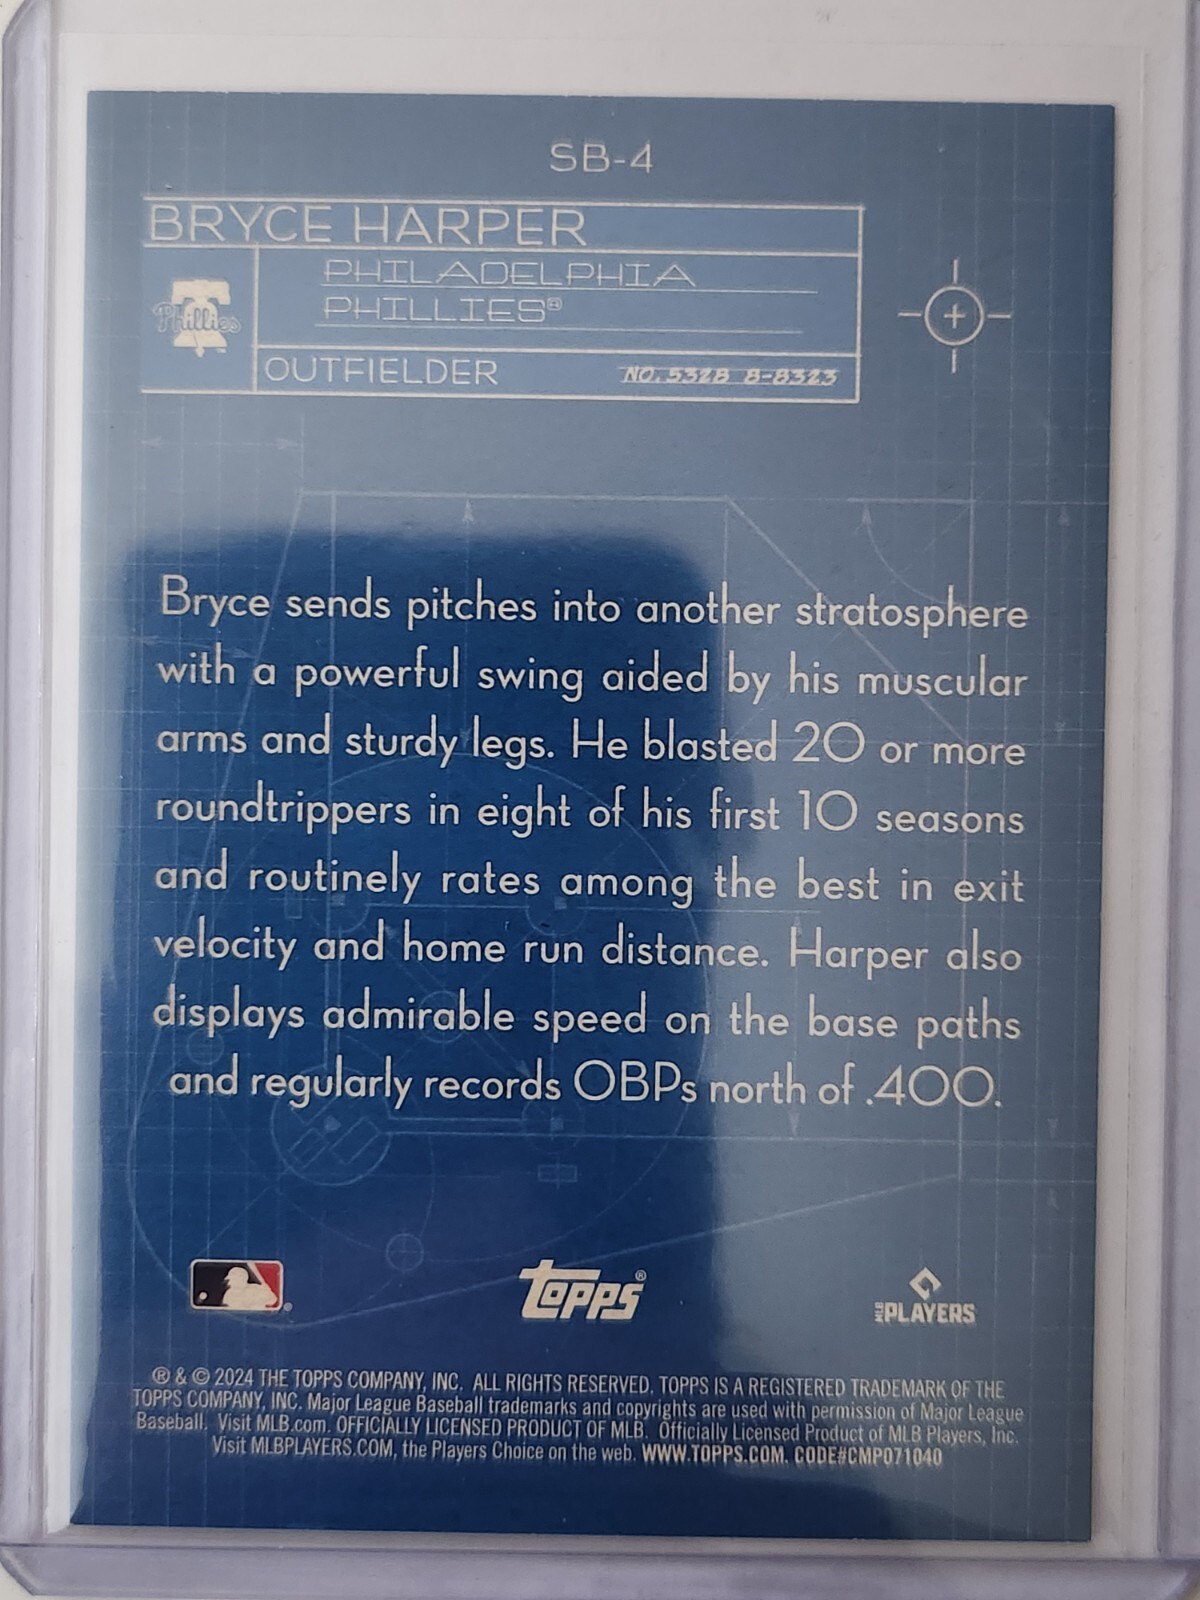 SB-4
BRYCE HARPER
PHILADELPHIA
PHILLIES®
Phillies
™
OUTFIELDER NO. 5328 8-8323
Bryce sends pitches into another stratosphere
with a powerful swing aided by his muscular
arms and sturdy legs. He blasted 20 or more
roundtrippers in eight of his first 10 seasons
and routinely rates among the best in exit
velocity and home run distance. Harper also
displays admirable speed on the base paths
and regularly records OBPs north of .400.
®
Topps®
MLB PLAYERS
® & © 2024 THE TOPPS COMPANY, INC. ALL RIGHTS RESERVED. TOPPS IS A REGISTERED TRADEMARK OF THE
TOPPS COMPANY, INC. Major League Baseball trademarks and copyrights are used with permission of Major League
Baseball. Visit MLB.com. OFFICIALLY LICENSED PRODUCT OF MLB. Officially Licensed Product of MLB Players, Inc.
Visit MLBPLAYERS.COM, the Players Choice on the web. WWW.TOPPS.COM. CODE#CMP071040